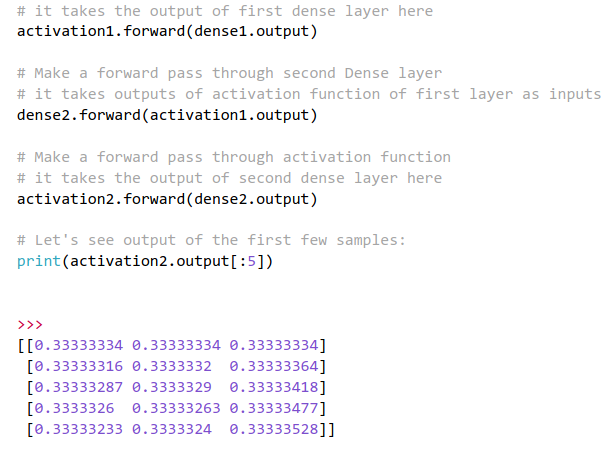 # it takes the output of first dense layer here
activation1.forward(dense1.output)
# Make a forward pass through second Dense layer
# it takes outputs of activation function of first layer as inputs
dense2.forward(activation1.output)
# Make a forward pass through activation function
# it takes the output of second dense layer here
activation2.forward(dense2.output)
# Let's see output of the first few samples:
print(activation2.output[:5])
>>>
[[0.33333334 0.33333334 0.33333334]
[0.33333316 0.3333332  0.33333364]
[0.33333287 0.3333329  0.33333418]
[0.3333326  0.33333263 0.33333477]
[0.33333233 0.3333324  0.33333528]]